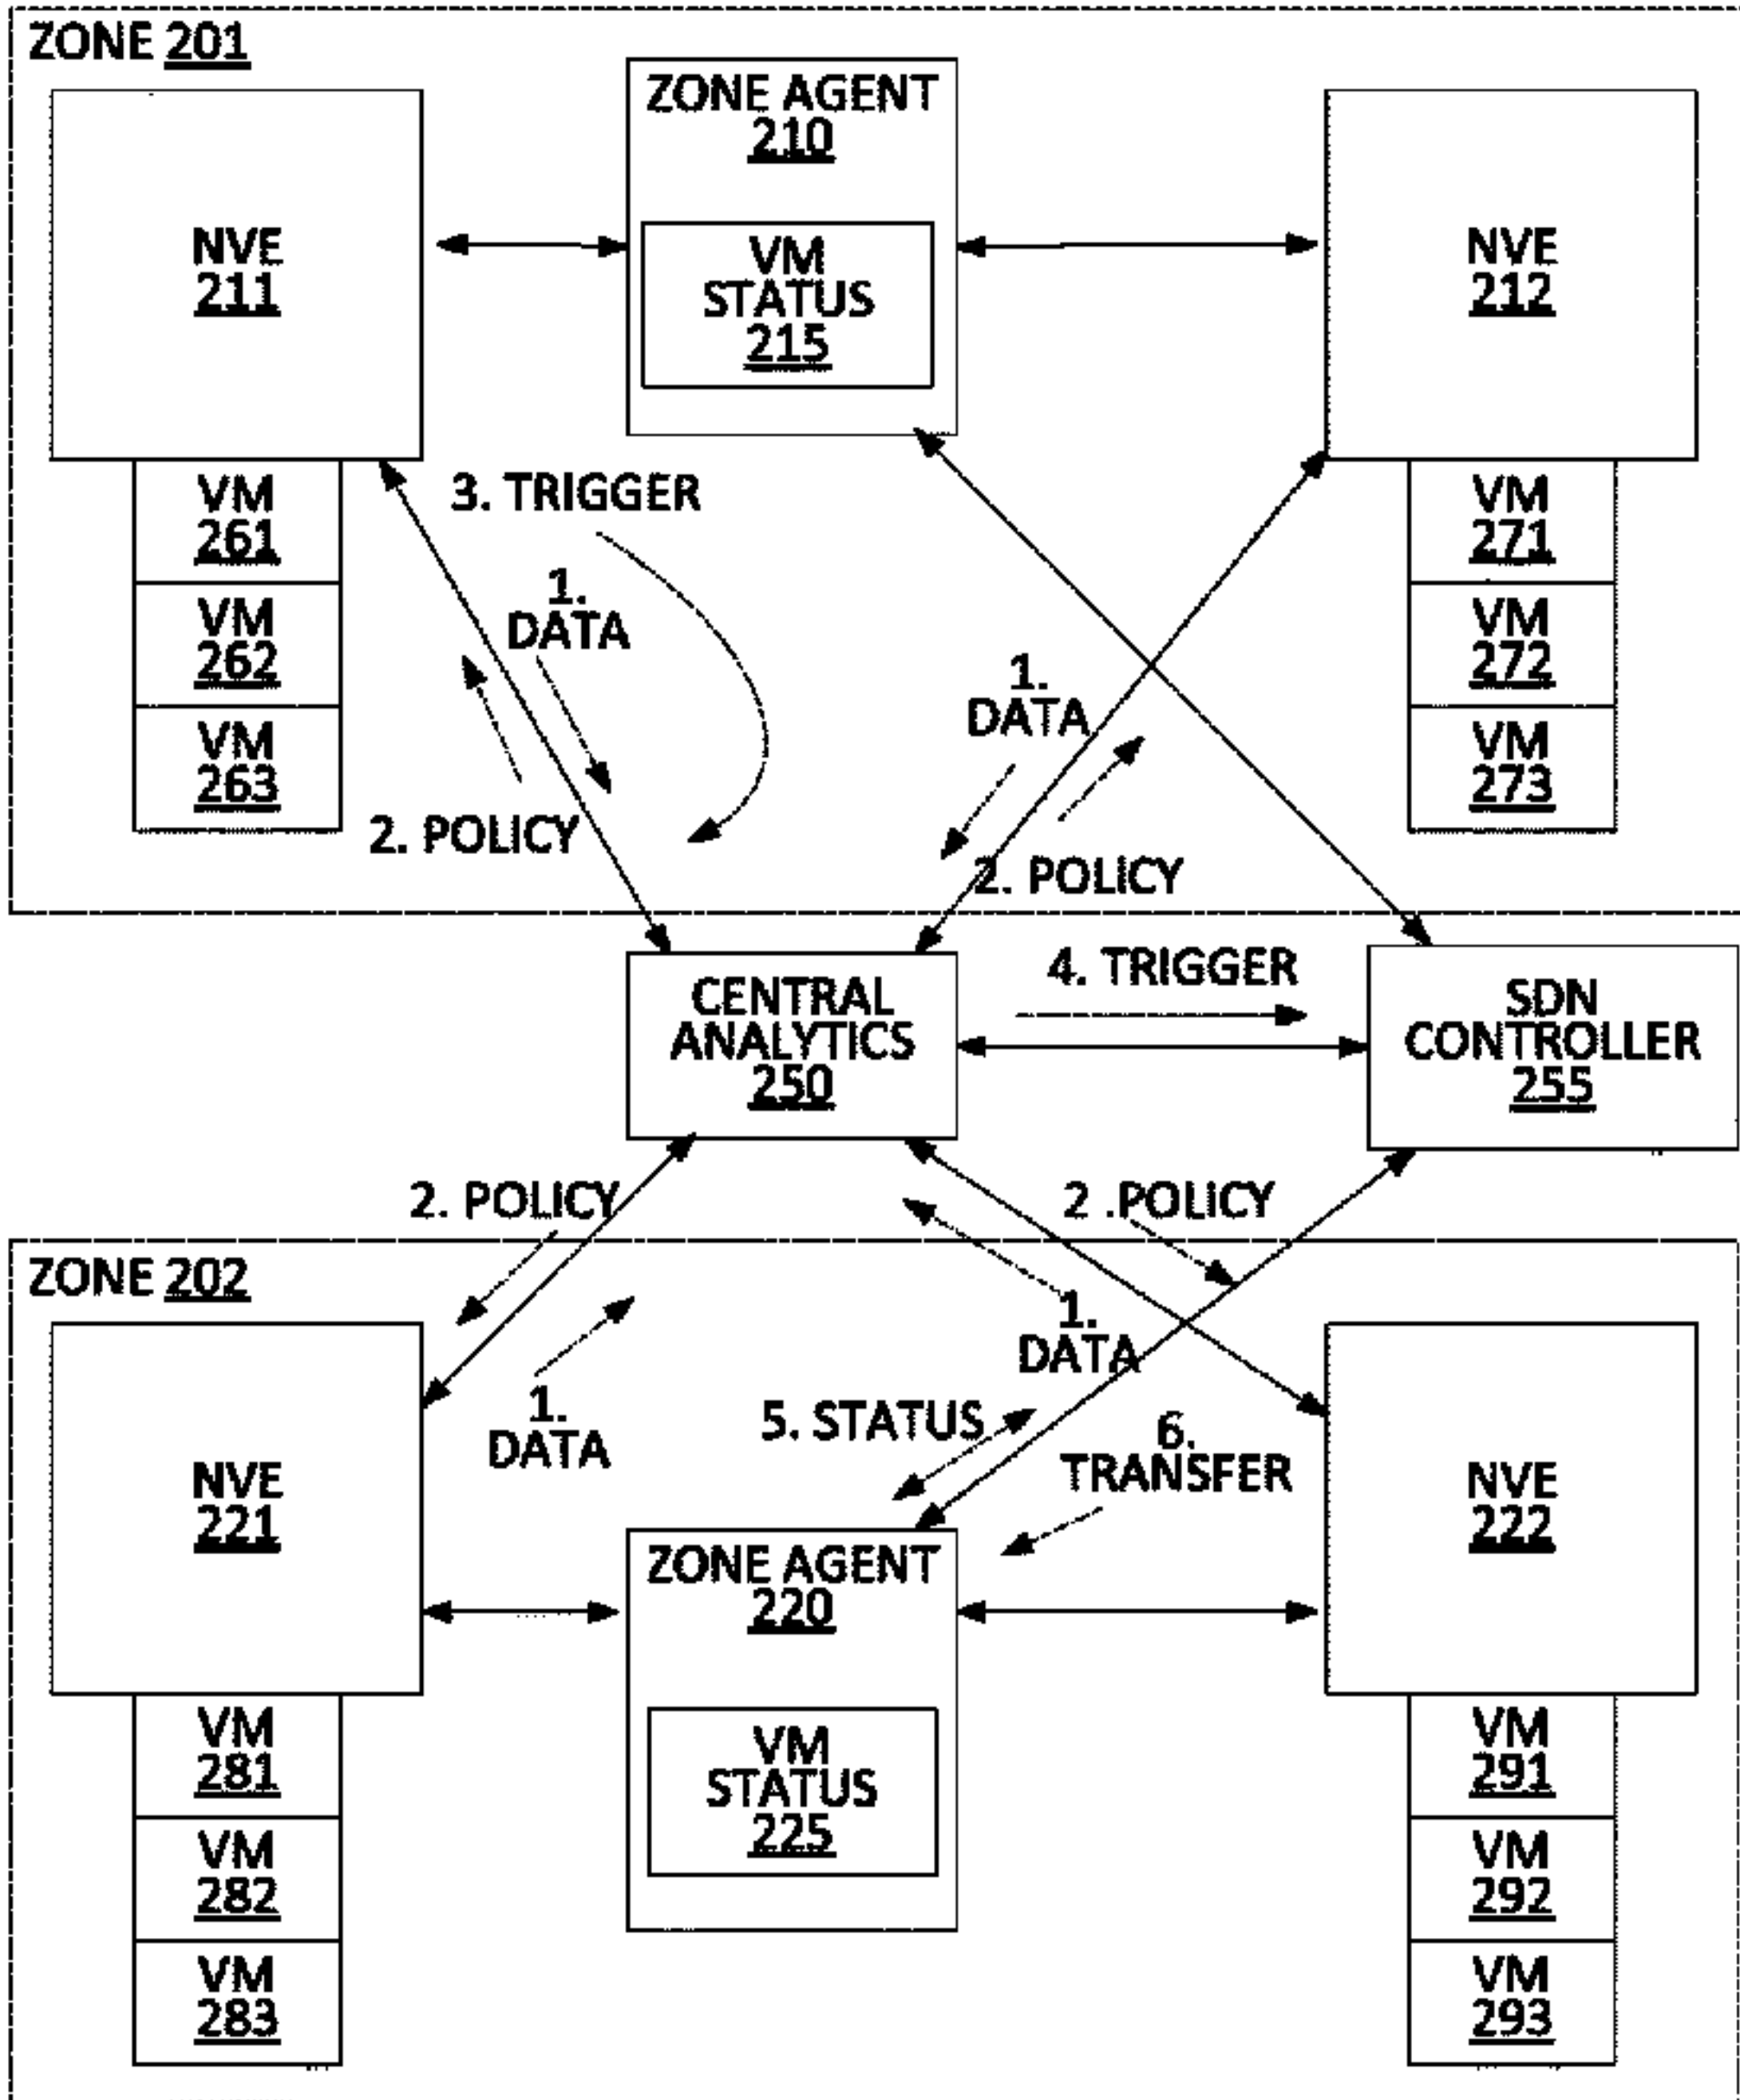 ZONE 201
ZONE AGENT
210
NVE
211
VM
STATUS
215
NVE
212
VM
261
VM
262
VM
263
3. TRIGGER
1.
DATA
2. POLICY
1.
DATA
2. POLICY
VM
271
VM
272
VM
273
CENTRAL
ANALYTICS
250
4. TRIGGER
SDN
CONTROLLER
255
2. POLICY
2 .POLICY
ZONE 202
NVE
221
1.
DATA
1.
DATA
5. STATUS
6.
TRANSFER
NVE
222
ZONE AGENT
220
VM
STATUS
225
VM
281
VM
282
VM
283
VM
291
VM
292
VM
293